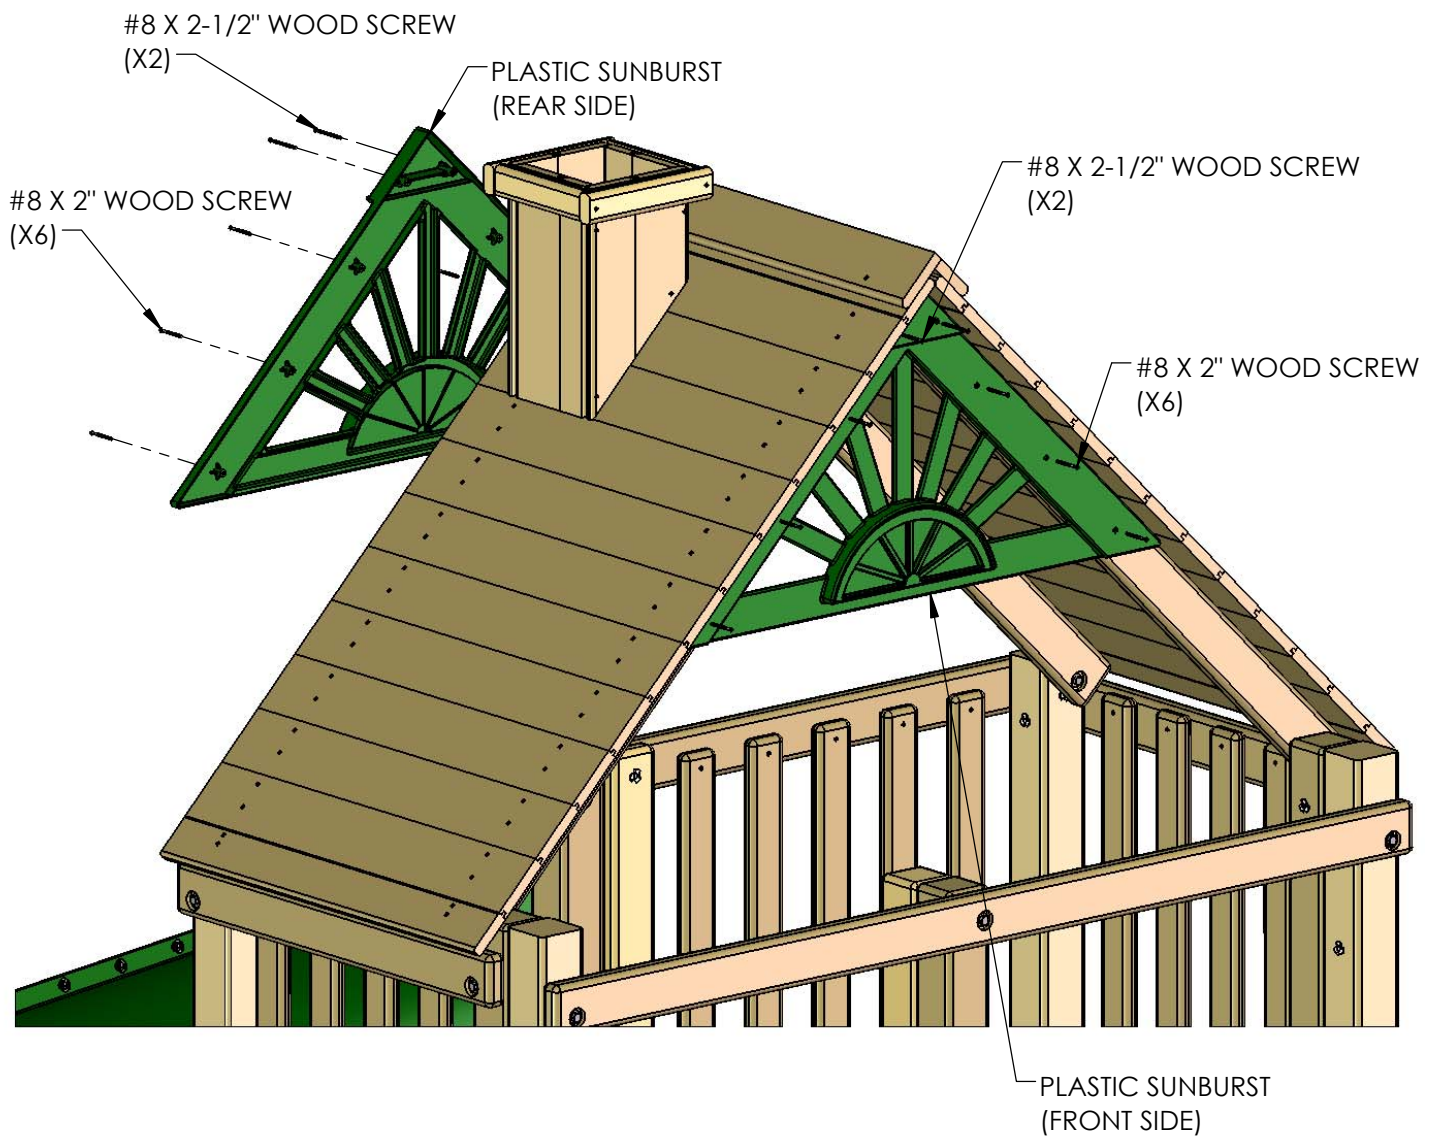 #8 X 2-1/2" WOOD SCREW
(X2)
PLASTIC SUNBURST
(REAR SIDE)
#8 X 2" WOOD SCREW
(X6)
#8 X 2-1/2" WOOD SCREW
(X2)
#8 X 2" WOOD SCREW
(X6)
PLASTIC SUNBURST
(FRONT SIDE)